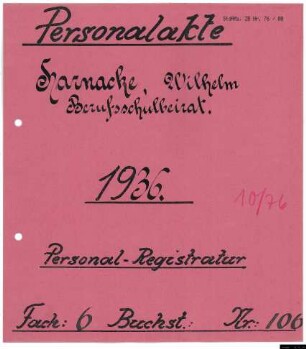 Personalakte
Harnacke, Wilhelm
Berufsschulbeirat.
1936.
10/76
Personal-Registratur
Fach: 6 Buchst.: Nr: 106